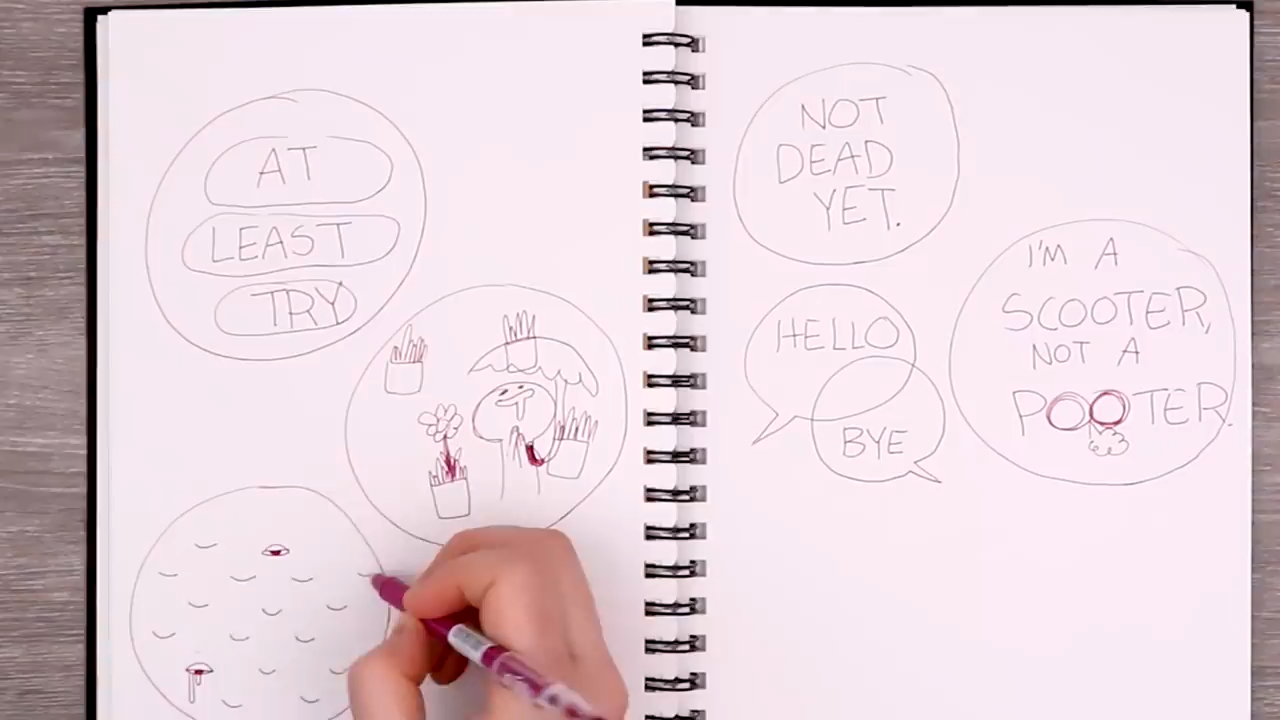 AT
LEAST
TRY
NOT
DEAD
YET.
HELLO
BYE
I'M A
SCOOTER,
NOT A
POOTER.